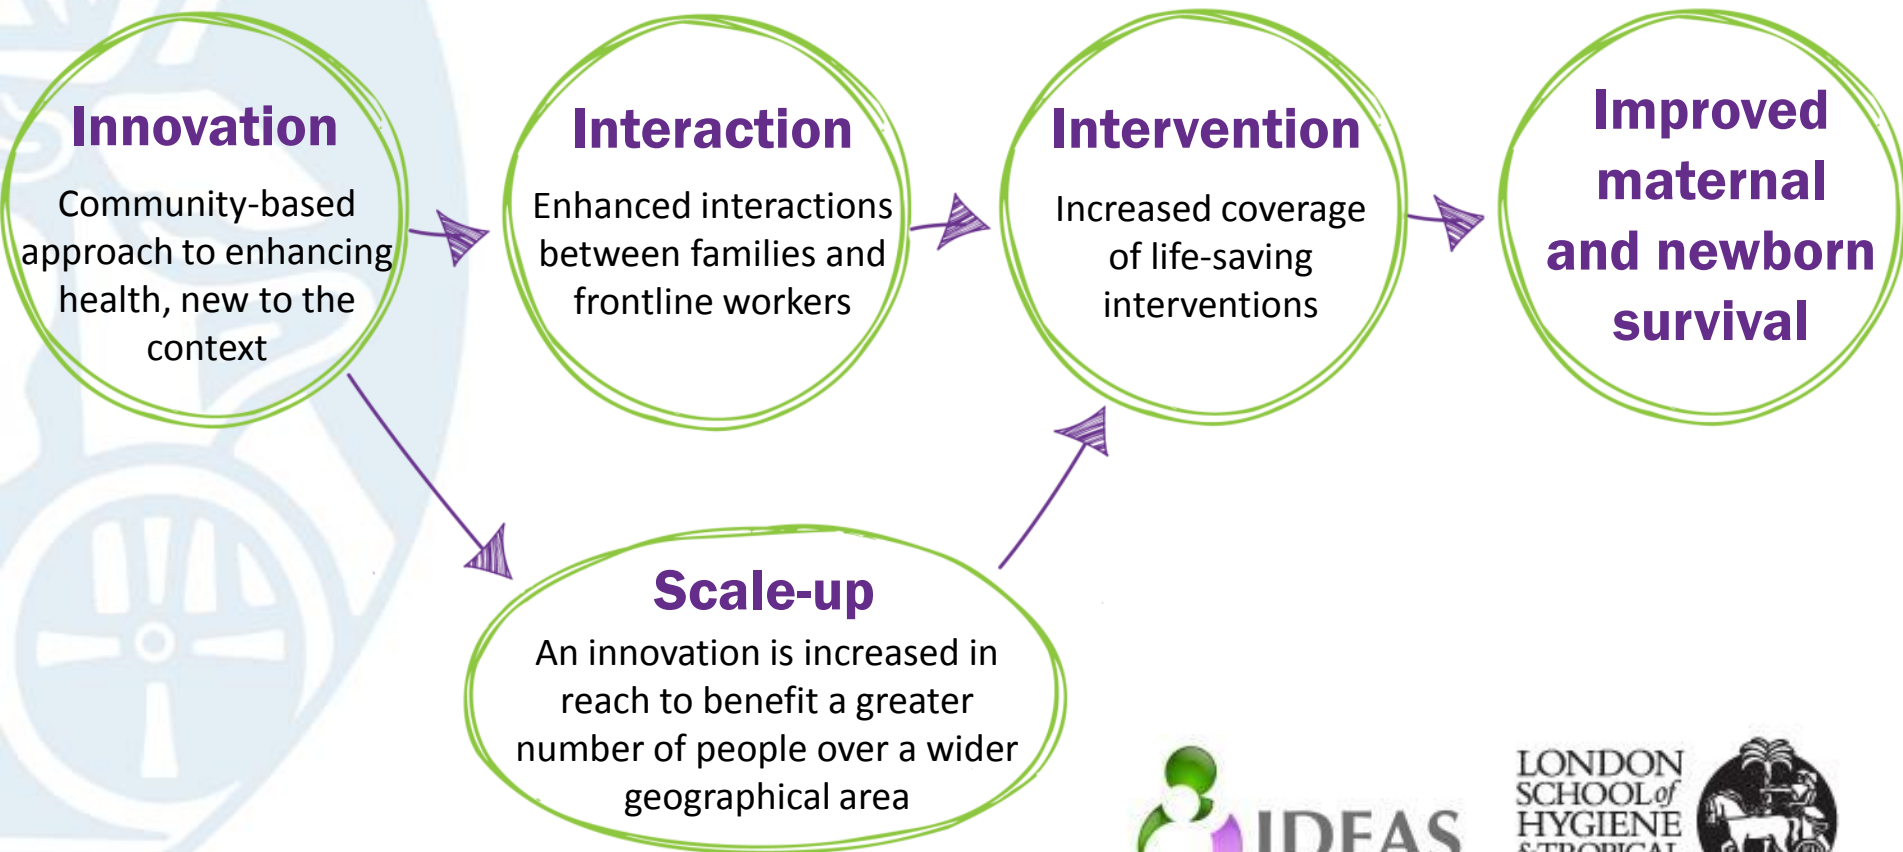 Innovation
Community-based
approach to enhancing
health, new to the
context
Interaction
Enhanced interactions
between families and
frontline workers
Intervention
Increased coverage
of life-saving
interventions
Improved
maternal
and newborn
survival
Scale-up
An innovation is increased in
reach to benefit a greater
number of people over a wider
geographical area
IDEAS
LONDON
SCHOOL of
HYGIENE
& TROPICAL